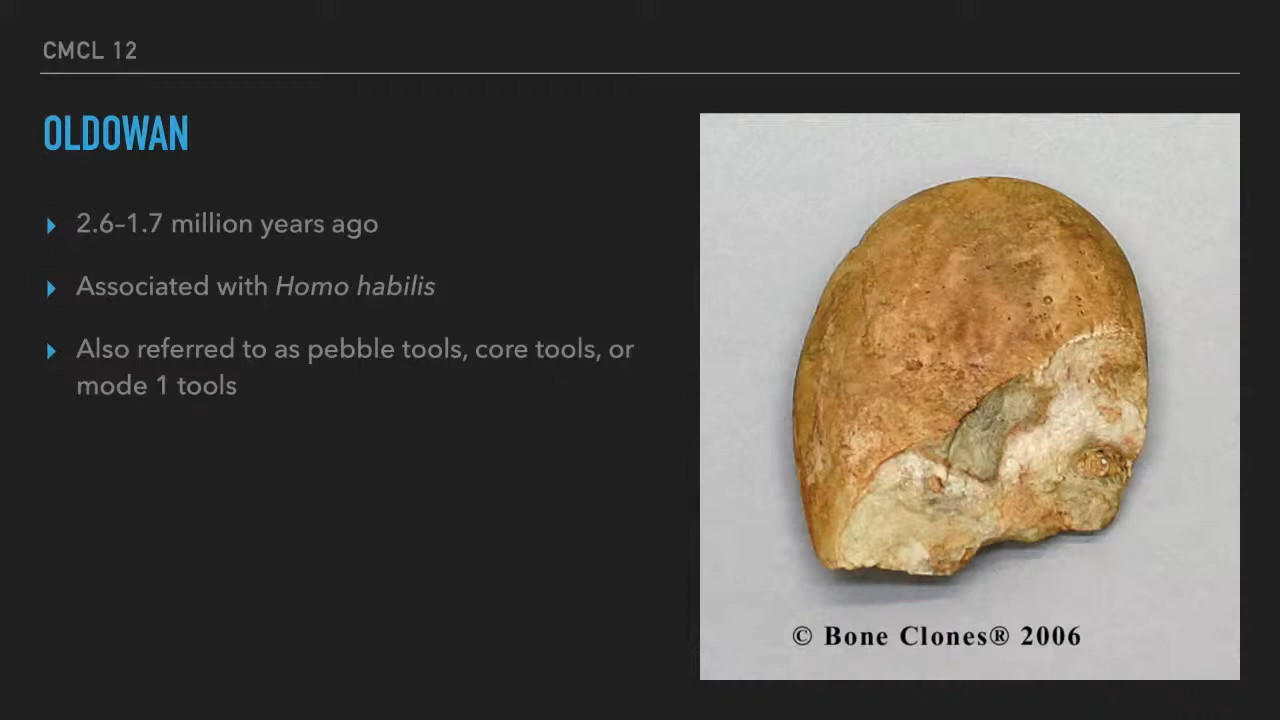 CMCL 12
OLDOWAN
2.6–1.7 million years ago
Associated with Homo habilis
Also referred to as pebble tools, core tools, or
mode 1 tools
© Bone Clones® 2006